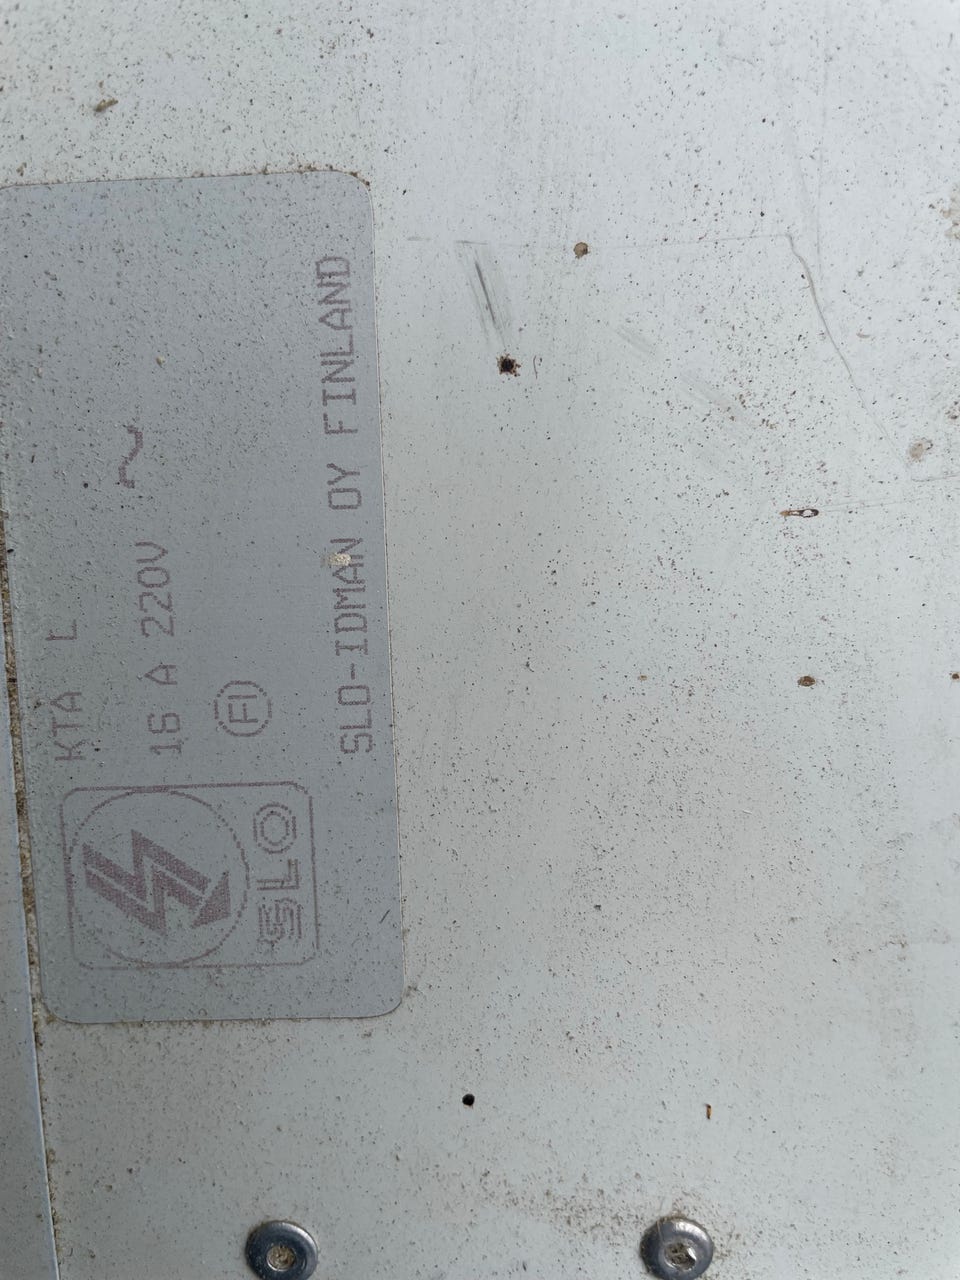 KTA L
16 A 220V ~
FI
SLO
SLO-IDMAN OY FINLAND